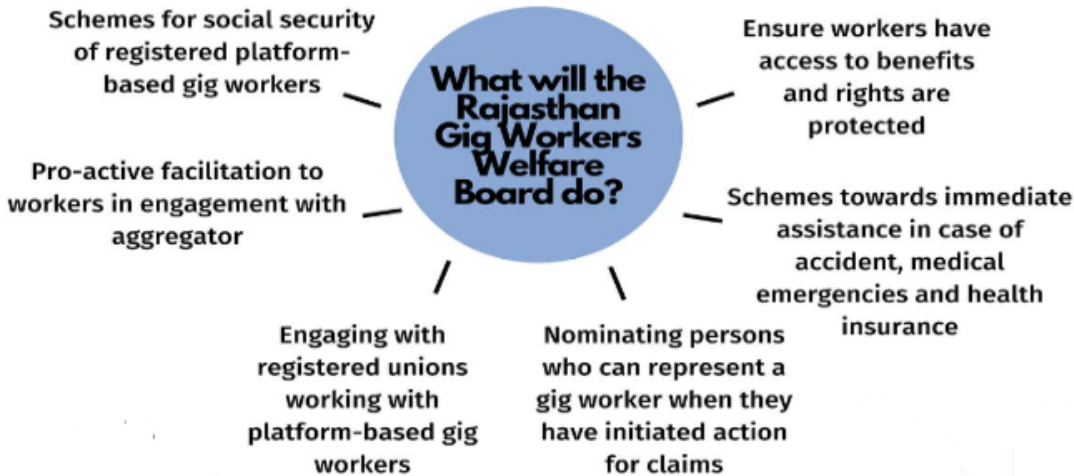 Schemes for social security
of registered platform-
based gig workers
Pro-active facilitation to
workers in engagement with
aggregator
Engaging with
registered unions
working with
platform-based gig
workers
What will the
Rajasthan
Gig Workers
Welfare
Board do?
Nominating persons
who can represent a
gig worker when they
have initiated action
for claims
Ensure workers have
access to benefits
and rights are
protected
Schemes towards immediate
assistance in case of
accident, medical
emergencies and health
insurance